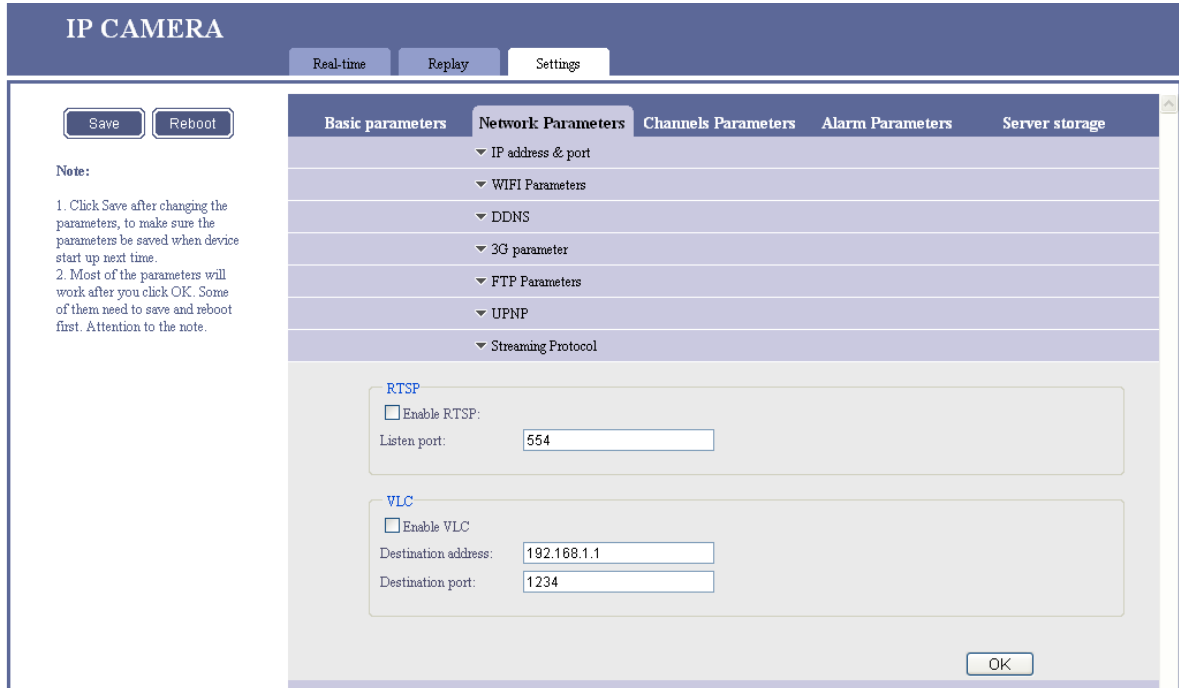 IP CAMERA
Real-time Replay Settings
Save Reboot
Note:
1. Click Save after changing the
parameters, to make sure the
parameters be saved when device
start up next time.
2. Most of the parameters will
work after you click OK. Some
of them need to save and reboot
first. Attention to the note.
Basic parameters Network Parameters Channels Parameters Alarm Parameters Server storage
IP address & port
WIFI Parameters
DDNS
3G parameter
FTP Parameters
UPNP
Streaming Protocol
RTSP
Enable RTSP:
Listen port: 554
VLC
Enable VLC
Destination address: 192.168.1.1
Destination port: 1234
OK